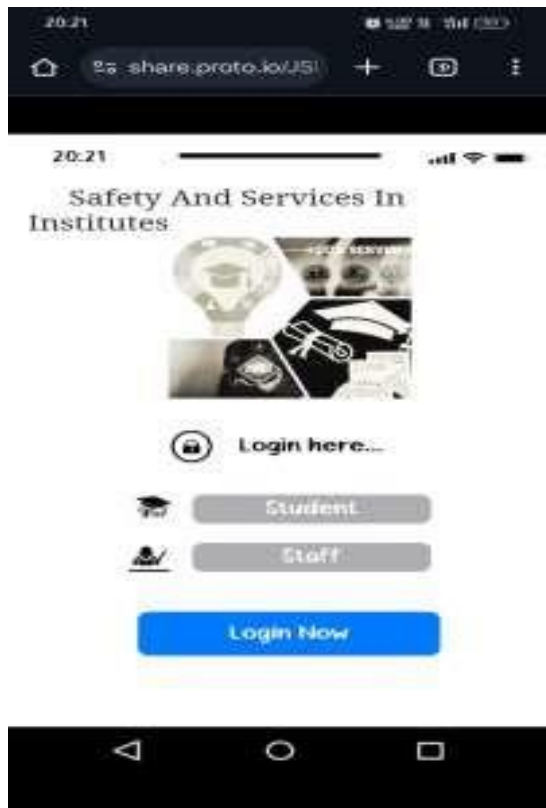 20:21
share.proto.io/JS
20:21
Safety And Services In
Institutes
Login here...
Student
Staff
Login Now